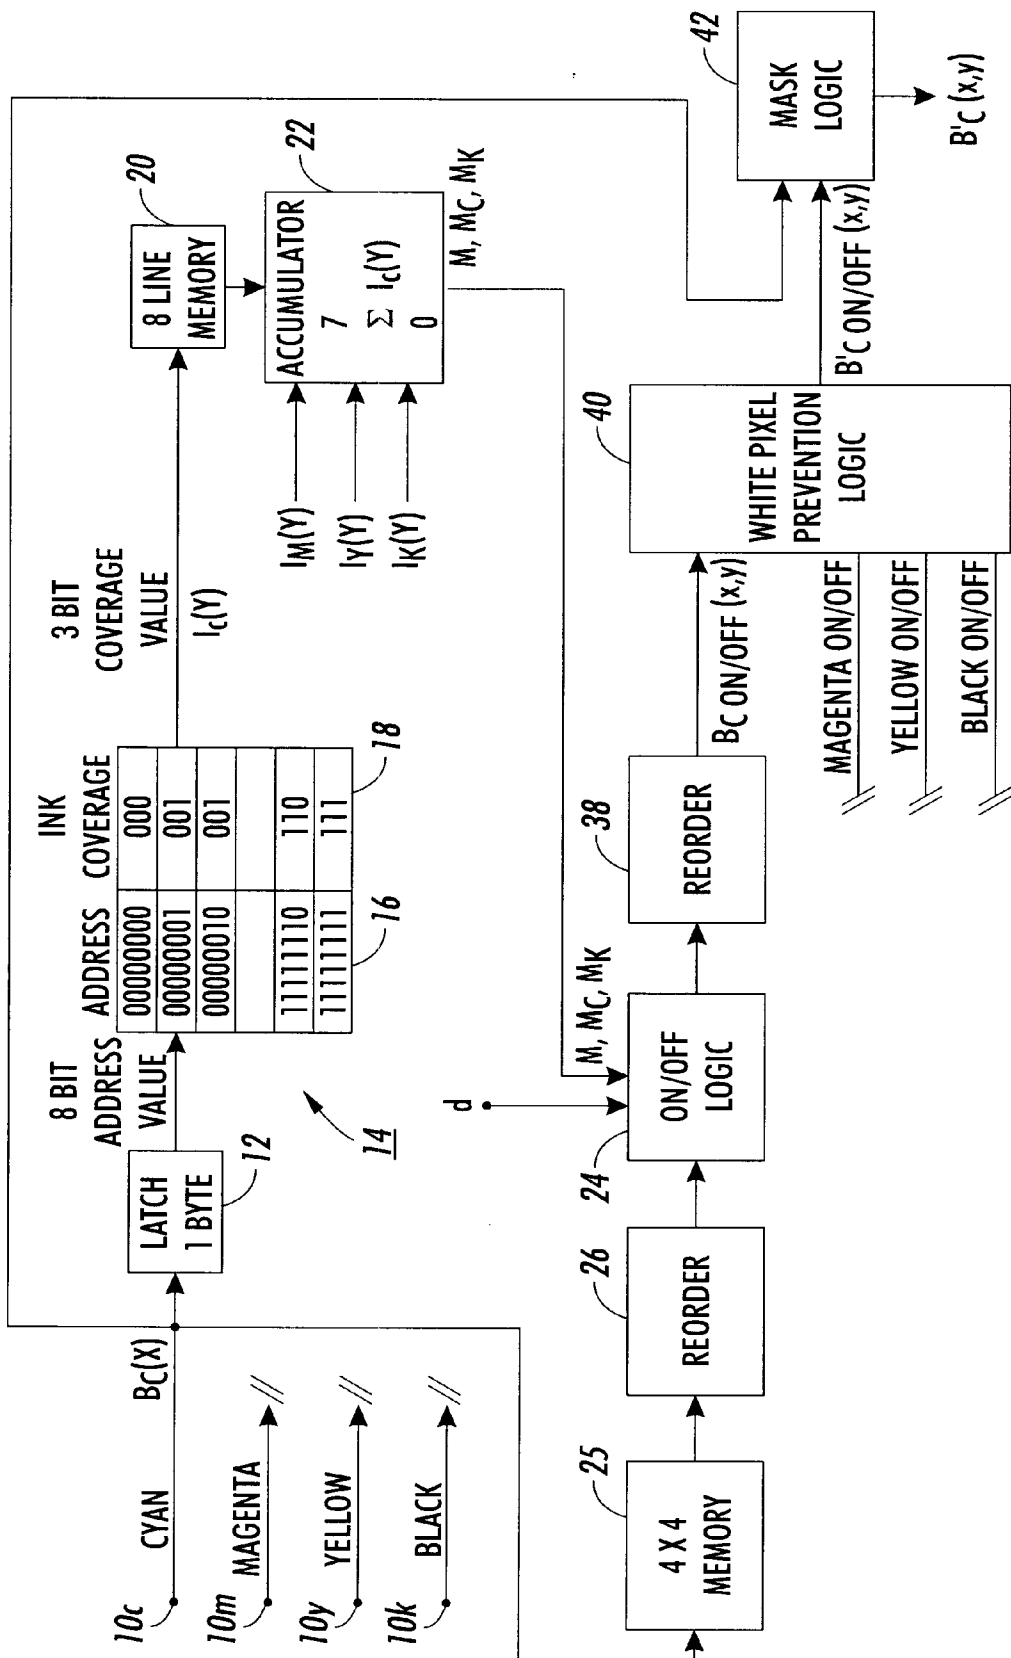 10c
CYAN
BC(X)
10m
MAGENTA
10y
YELLOW
10k
BLACK
LATCH
1 BYTE
12
8 BIT
ADDRESS
VALUE
14
ADDRESS
INK
COVERAGE
00000000 000
00000001 001
00000010 001
11111110 110
11111111 111
16
18
3 BIT
COVERAGE
VALUE
IC(Y)
8 LINE
MEMORY
20
IM(Y)
IY(Y)
IK(Y)
ACCUMULATOR
7
Σ IC(Y)
0
22
M, MC, MK
4 X 4
MEMORY
25
REORDER
26
d
M, MC, MK
ON/OFF
LOGIC
24
REORDER
38
BC ON/OFF (x,y)
MAGENTA ON/OFF
YELLOW ON/OFF
BLACK ON/OFF
WHITE PIXEL
PREVENTION
LOGIC
40
B'C ON/OFF (x,y)
MASK
LOGIC
42
B'C (x,y)